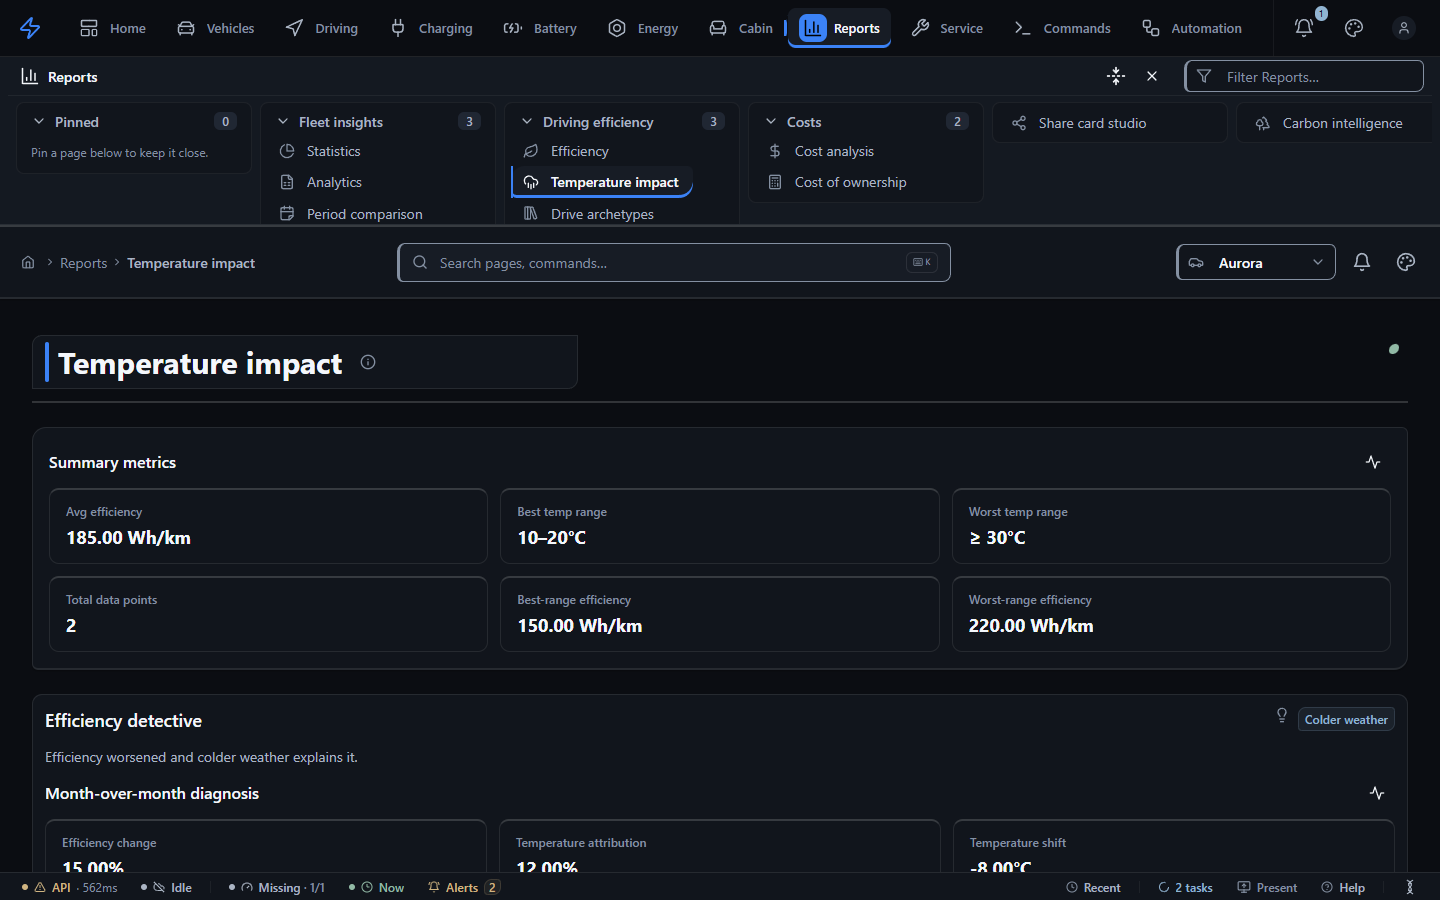 Home
Vehicles
Driving
Charging
Battery
Energy
Cabin
Reports
Service
Commands
Automation
1
Reports
Filter Reports...
Pinned 0
Pin a page below to keep it close.
Fleet insights 3
Statistics
Analytics
Period comparison
Driving efficiency 3
Efficiency
Temperature impact
Drive archetypes
Costs 2
Cost analysis
Cost of ownership
Share card studio
Carbon intelligence
Reports
Temperature impact
Search pages, commands...
K
Aurora
Temperature impact
Summary metrics
Avg efficiency
185.00 Wh/km
Best temp range
10–20°C
Worst temp range
≥ 30°C
Total data points
2
Best-range efficiency
150.00 Wh/km
Worst-range efficiency
220.00 Wh/km
Efficiency detective
Colder weather
Efficiency worsened and colder weather explains it.
Month-over-month diagnosis
Efficiency change
15.00%
Temperature attribution
12.00%
Temperature shift
-8.00°C
API · 562ms
Idle
Missing · 1/1
Now
Alerts 2
Recent
2 tasks
Present
Help